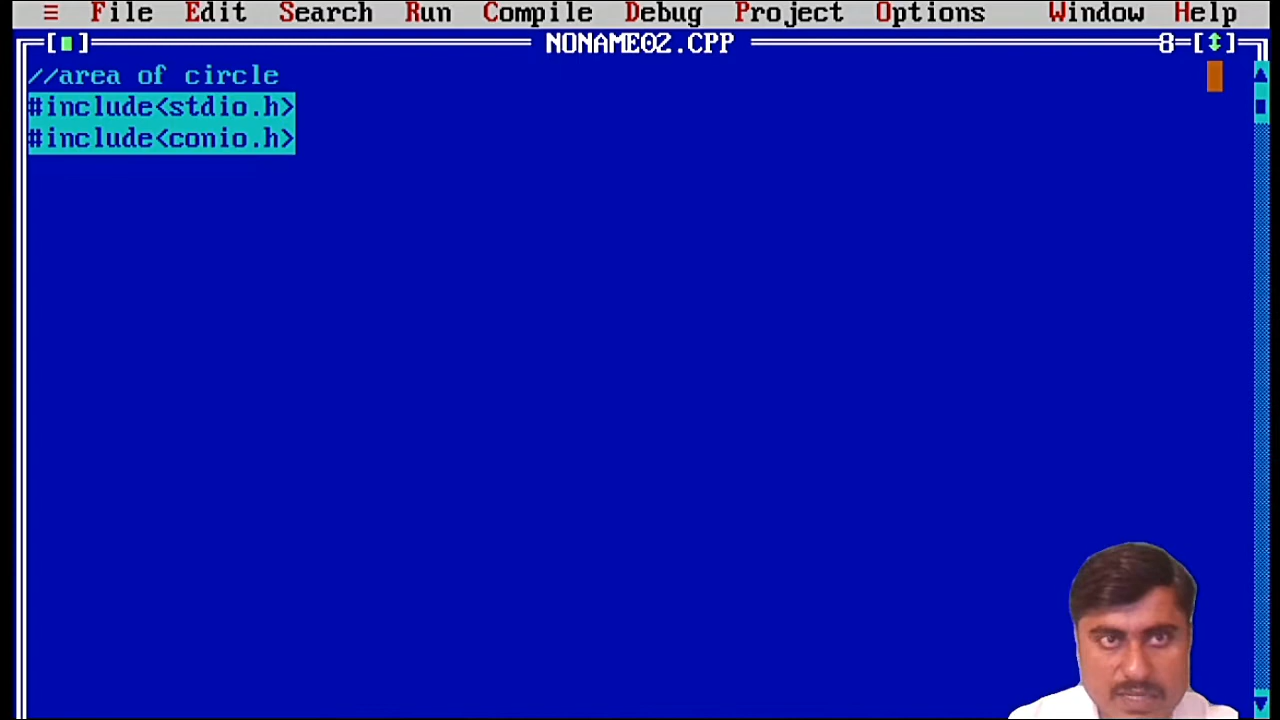 ≡ File Edit Search Run Compile Debug Project Options Window Help
[■] NONAME02.CPP 8=[↕]
//area of circle
#include<stdio.h>
#include<conio.h>